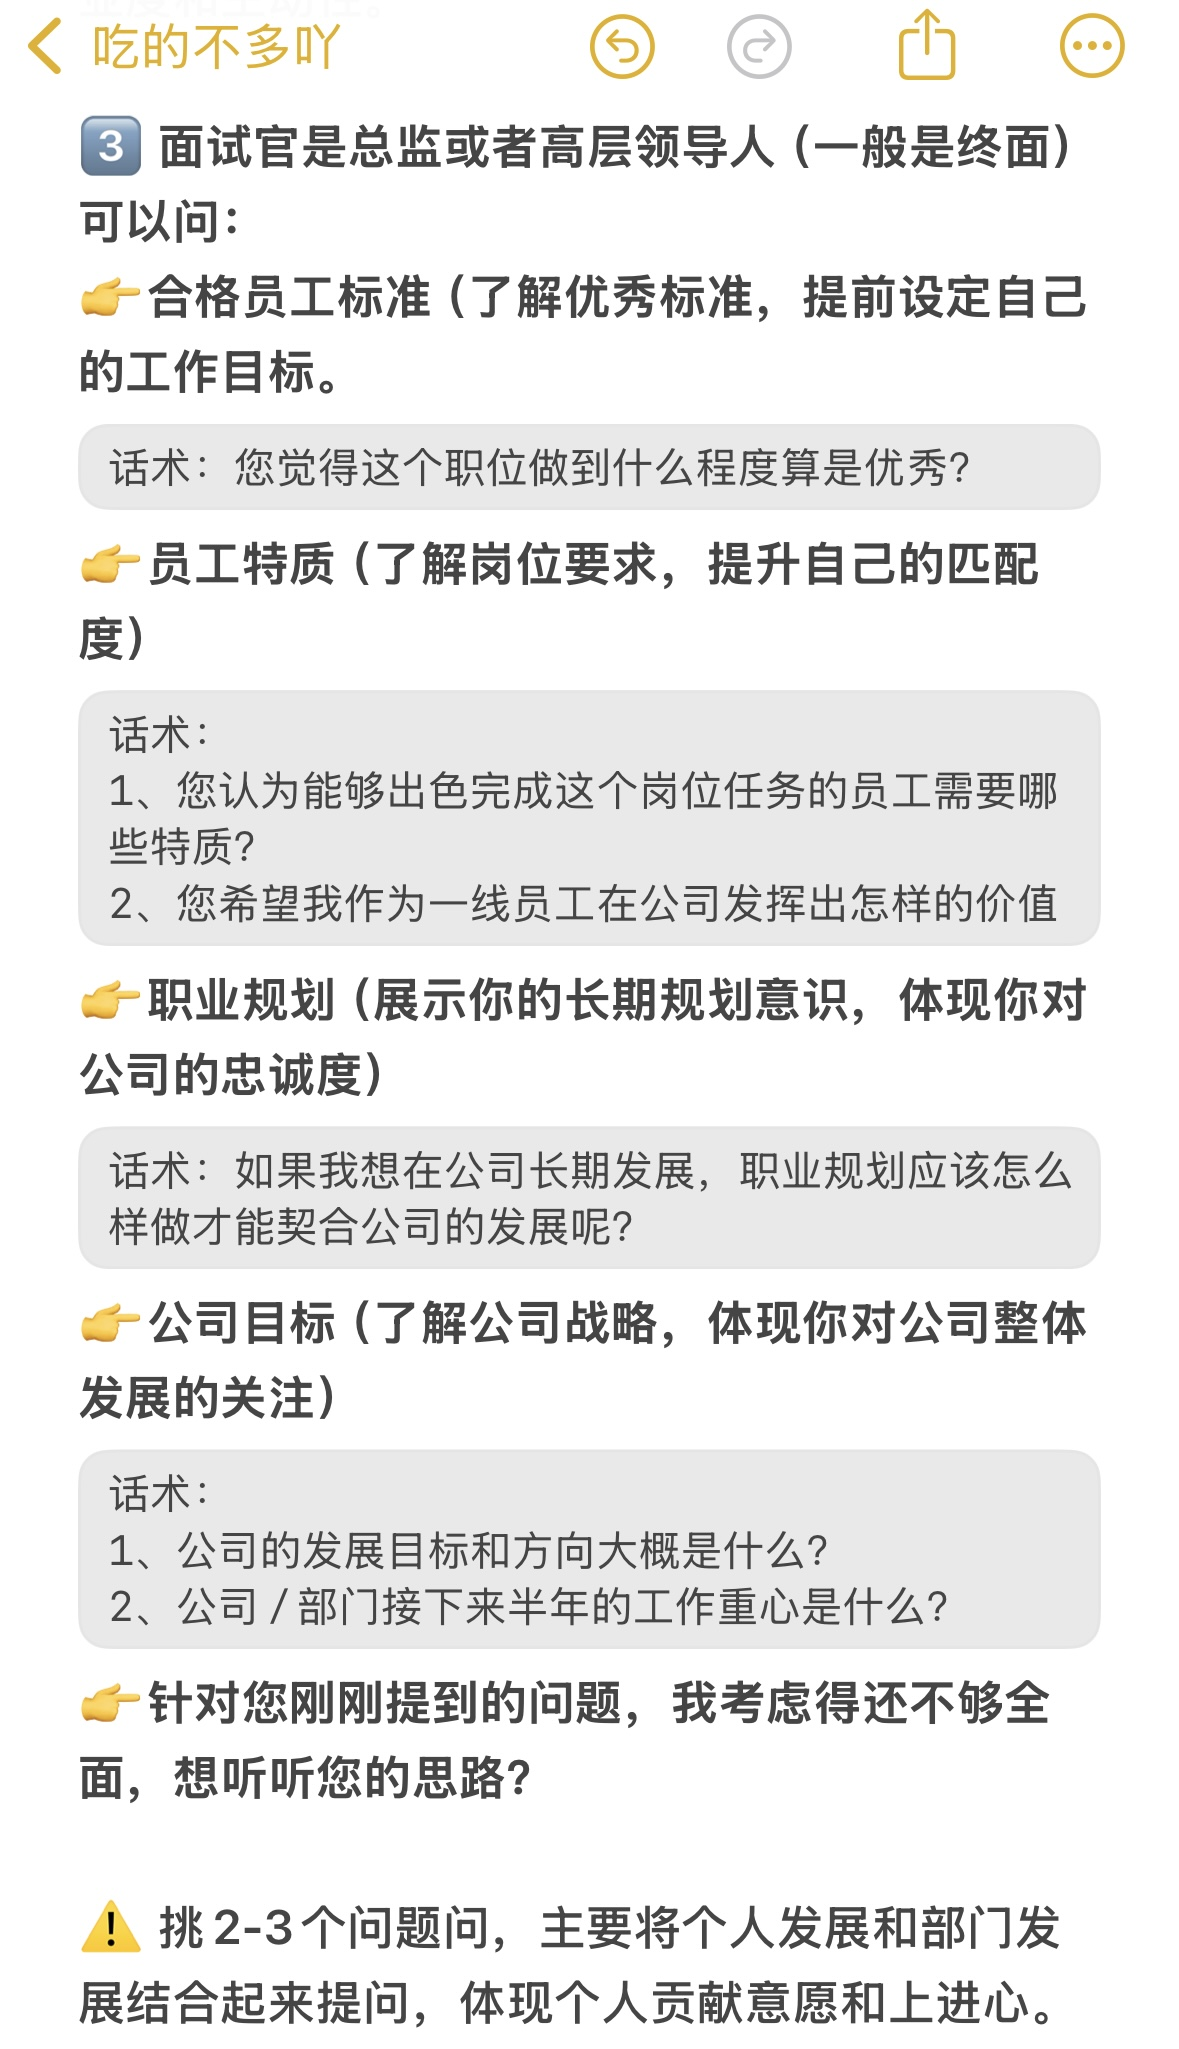 吃的不多吖
3️⃣ 面试官是总监或者高层领导人（一般是终面）
可以问：
👉合格员工标准（了解优秀标准，提前设定自己
的工作目标。
话术：您觉得这个职位做到什么程度算是优秀？
👉员工特质（了解岗位要求，提升自己的匹配
度）
话术：
1、您认为能够出色完成这个岗位任务的员工需要哪
些特质？
2、您希望我作为一线员工在公司发挥出怎样的价值
👉职业规划（展示你的长期规划意识，体现你对
公司的忠诚度）
话术：如果我想在公司长期发展，职业规划应该怎么
样做才能契合公司的发展呢？
👉公司目标（了解公司战略，体现你对公司整体
发展的关注）
话术：
1、公司的发展目标和方向大概是什么？
2、公司 / 部门接下来半年的工作重心是什么？
👉针对您刚刚提到的问题，我考虑得还不够全
面，想听听您的思路？
⚠️ 挑2-3个问题问，主要将个人发展和部门发
展结合起来提问，体现个人贡献意愿和上进心。